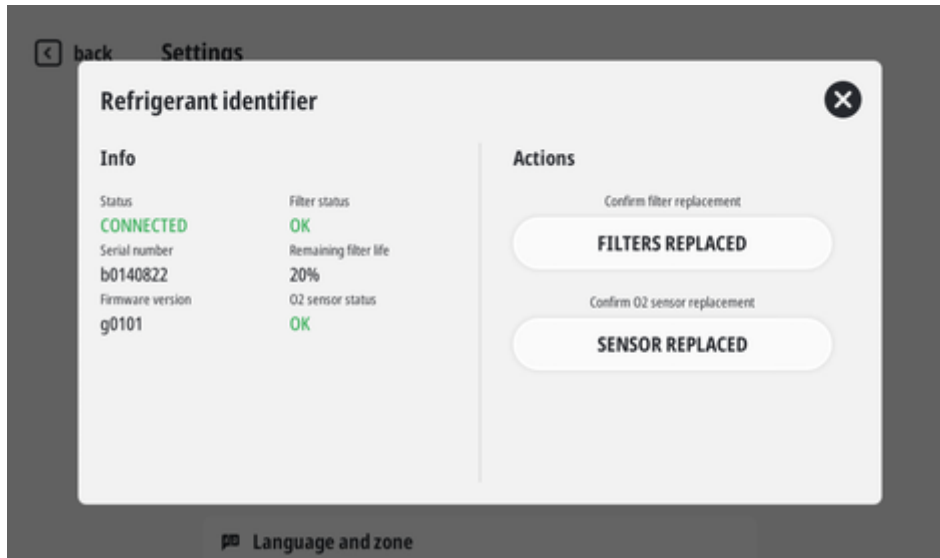 back Settings
Refrigerant identifier
Info
Status
CONNECTED
Serial number
b0140822
Firmware version
g0101
Filter status
OK
Remaining filter life
20%
O2 sensor status
OK
Actions
Confirm filter replacement
FILTERS REPLACED
Confirm O2 sensor replacement
SENSOR REPLACED
Language and zone